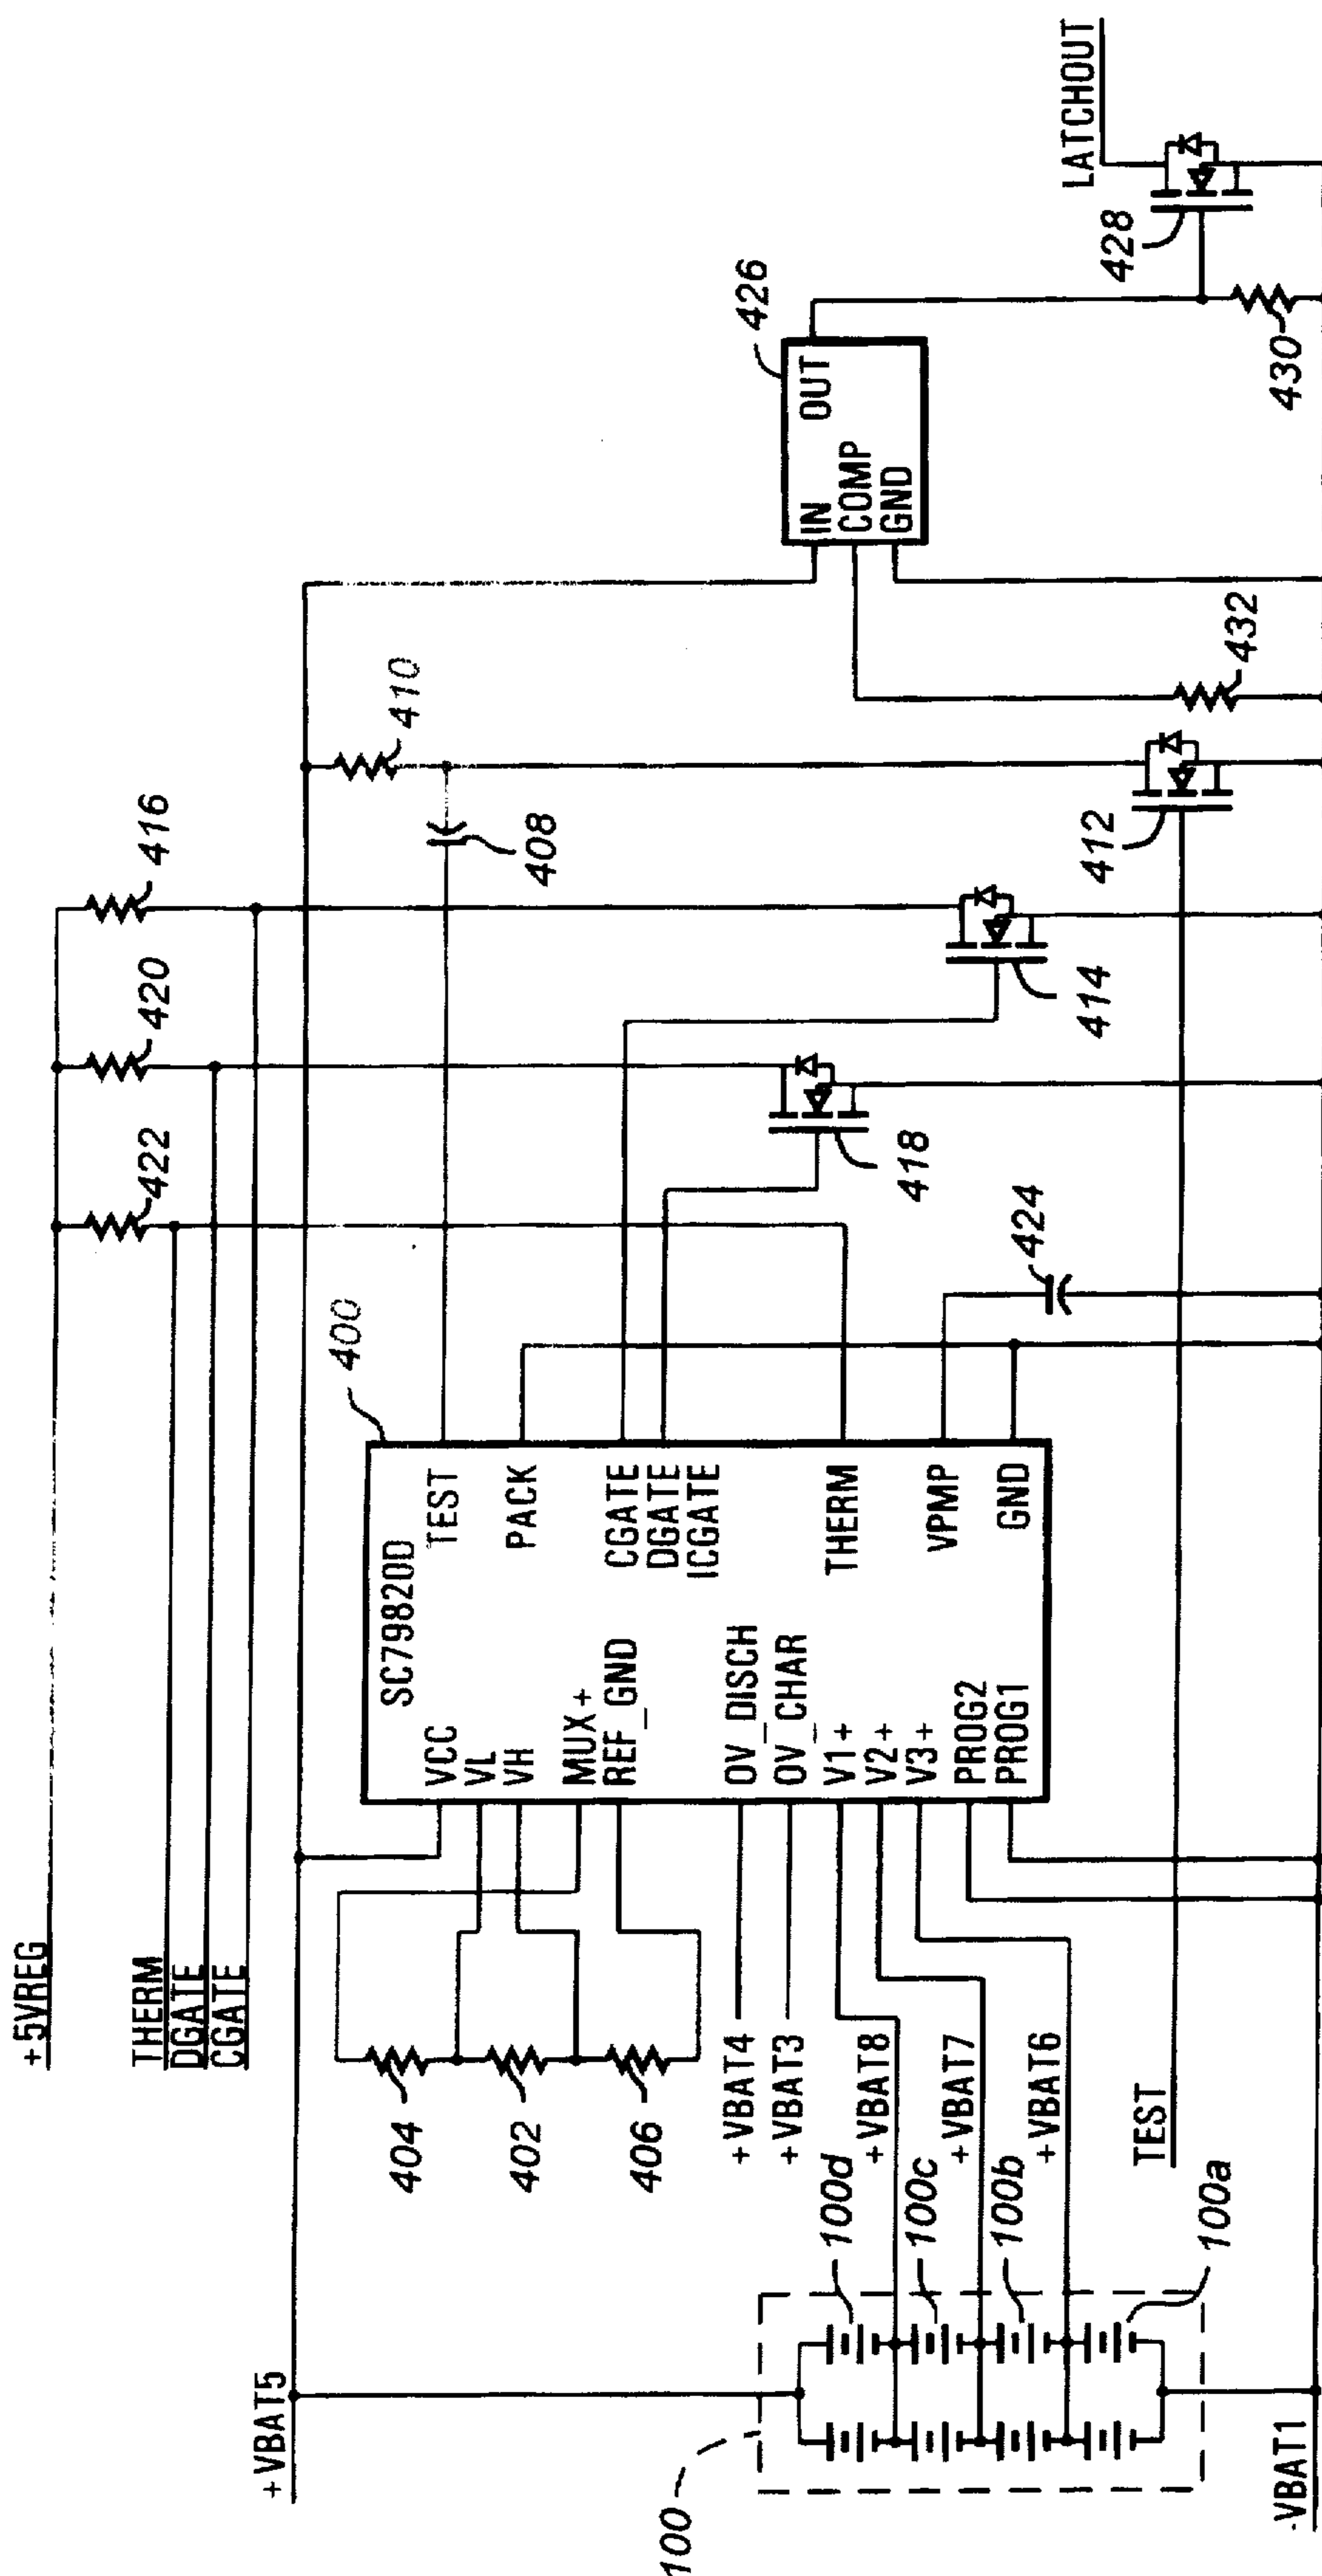 +5VREG
THERM
DGATE
CGATE
+VBAT5
422
420
416
410
408
400
SC79820D
VCC
VL
VH
MUX+
REF_GND
OV_DISCH
OV_CHAR
V1+
V2+
V3+
PROG2
PROG1
TEST
PACK
CGATE
DGATE
ICGATE
THERM
VPMP
GND
404
402
406
+VBAT4
+VBAT3
+VBAT8
+VBAT7
+VBAT6
100
100d
100c
100b
100a
TEST
-VBAT1
418
424
414
412
432
426
IN
OUT
COMP
GND
428
430
LATCHOUT